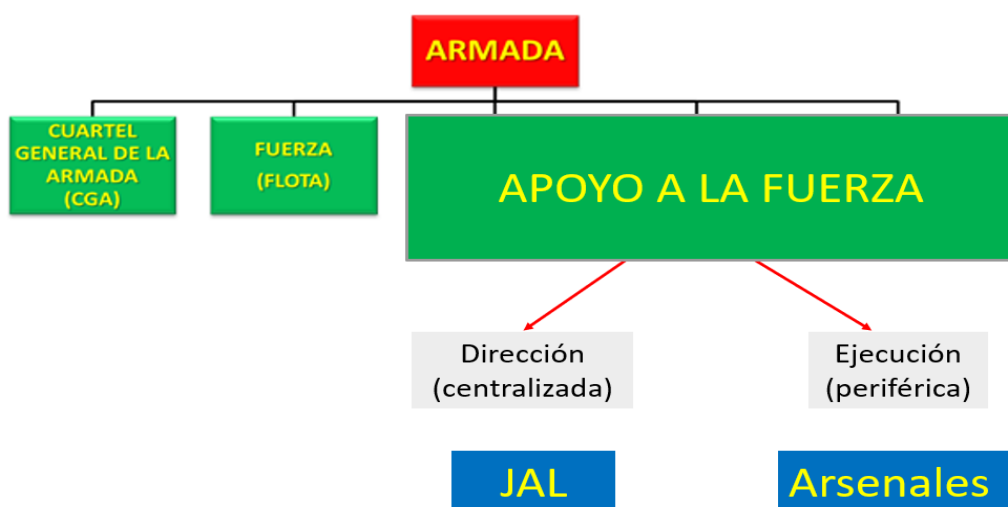 ARMADA
CUARTEL
GENERAL DE LA
ARMADA
(CGA)
FUERZA
(FLOTA)
APOYO A LA FUERZA
Dirección
(centralizada)
Ejecución
(periférica)
JAL
Arsenales